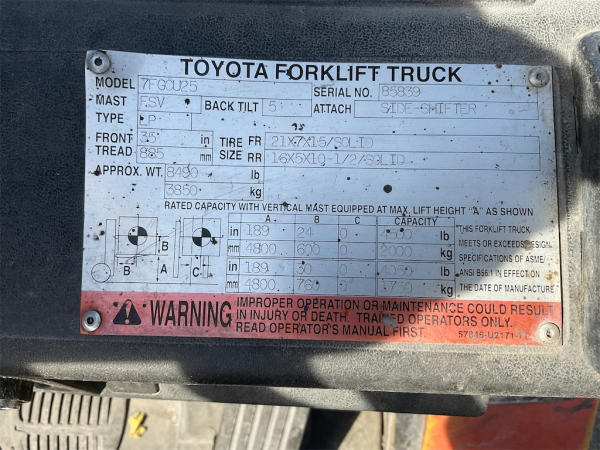 TOYOTA FORKLIFT TRUCK
MODEL 7FGCU25 SERIAL NO. 85839
MAST FSV BACK TILT 5 ATTACH SIDE-SHIFTER
TYPE LP
FRONT TREAD 35 in 885 mm TIRE SIZE FR 21X7X15/SOLID
RR 16X5X10-1/2/SOLID
APPROX. WT. 8490 lb
3850 kg
RATED CAPACITY WITH VERTICAL MAST EQUIPPED AT MAX. LIFT HEIGHT "A" AS SHOWN
A B C CAPACITY
in 189 24 0 lb
mm 4800 600 0 2000 kg
in 189 30 0 lb
mm 4800 0 kg
B A B C
THIS FORKLIFT TRUCK
MEETS OR EXCEEDS DESIGN
SPECIFICATIONS OF ASME/
ANSI B56.1 IN EFFECT ON
THE DATE OF MANUFACTURE
WARNING
IMPROPER OPERATION OR MAINTENANCE COULD RESULT
IN INJURY OR DEATH. TRAINED OPERATORS ONLY.
READ OPERATOR'S MANUAL FIRST.
57846-U2171-71